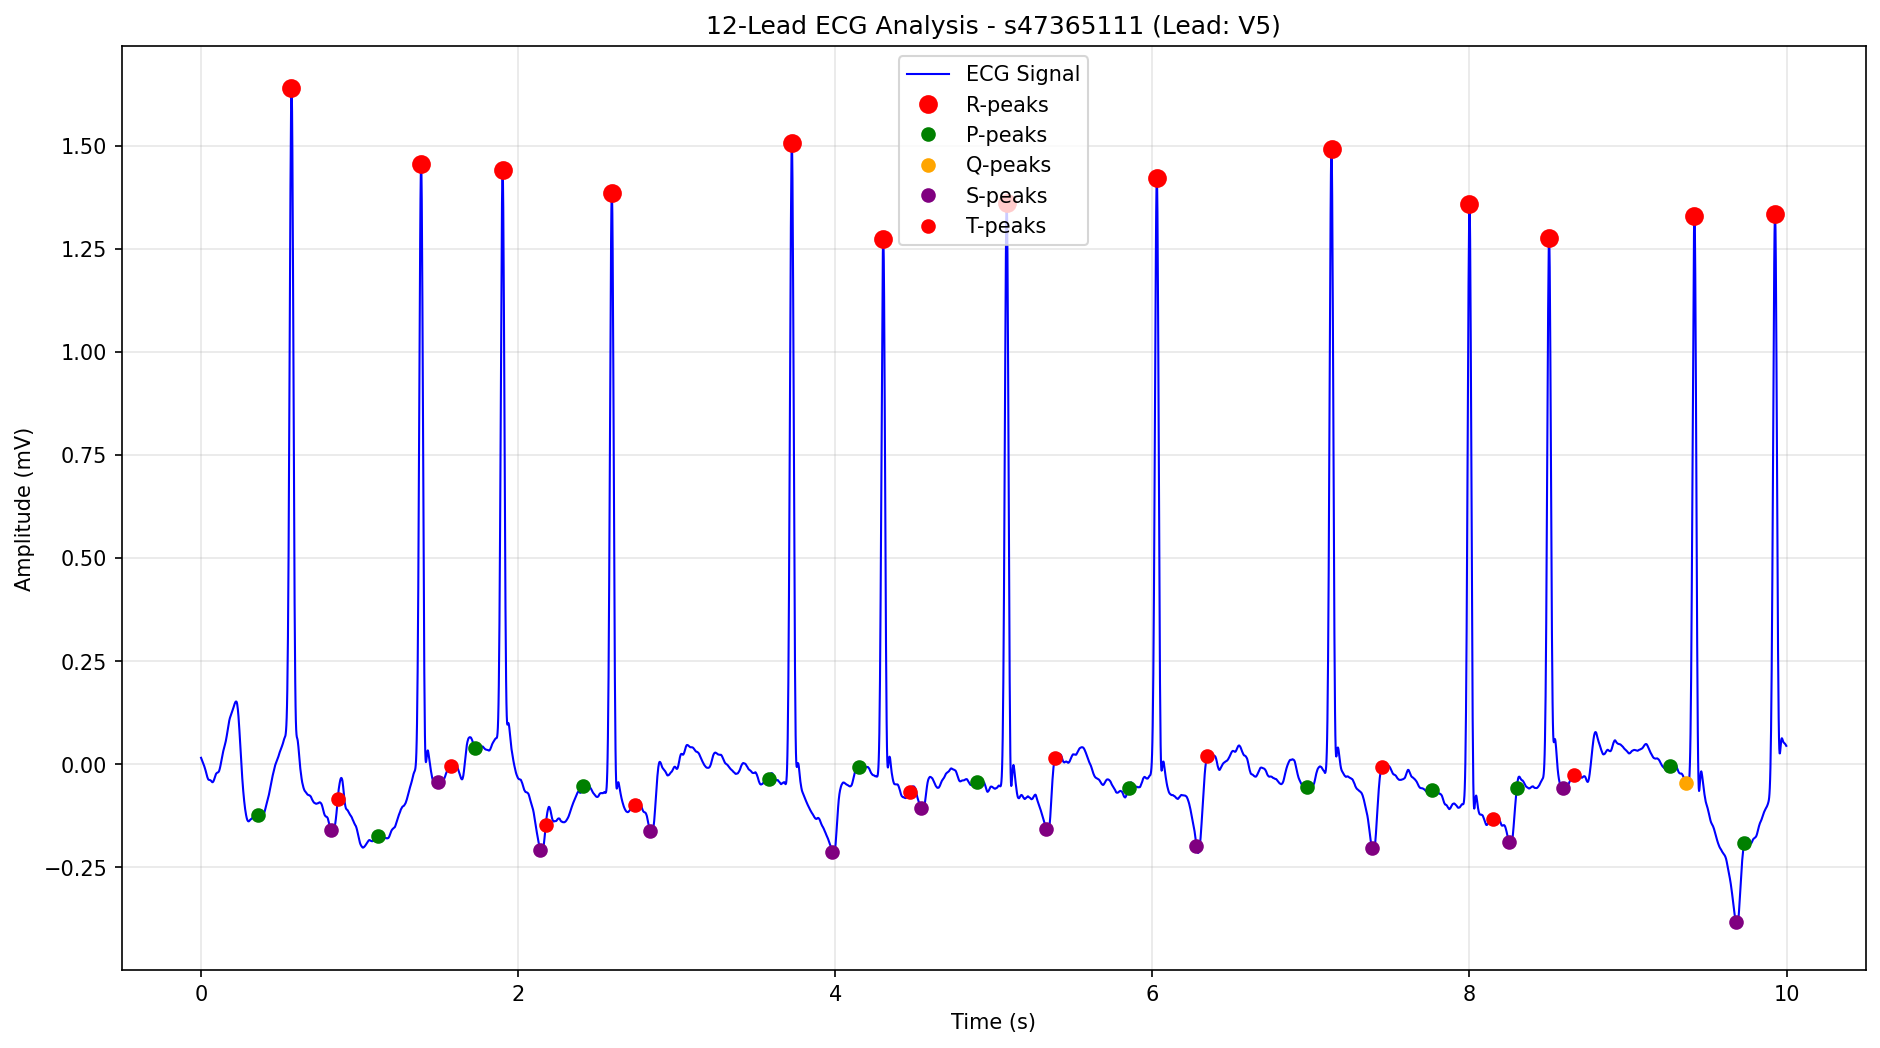 12-Lead ECG Analysis - s47365111 (Lead: V5)
ECG Signal
R-peaks
P-peaks
Q-peaks
S-peaks
T-peaks
1.50
1.25
1.00
0.75
0.50
0.25
0.00
−0.25
Amplitude (mV)
0 2 4 6 8 10
Time (s)